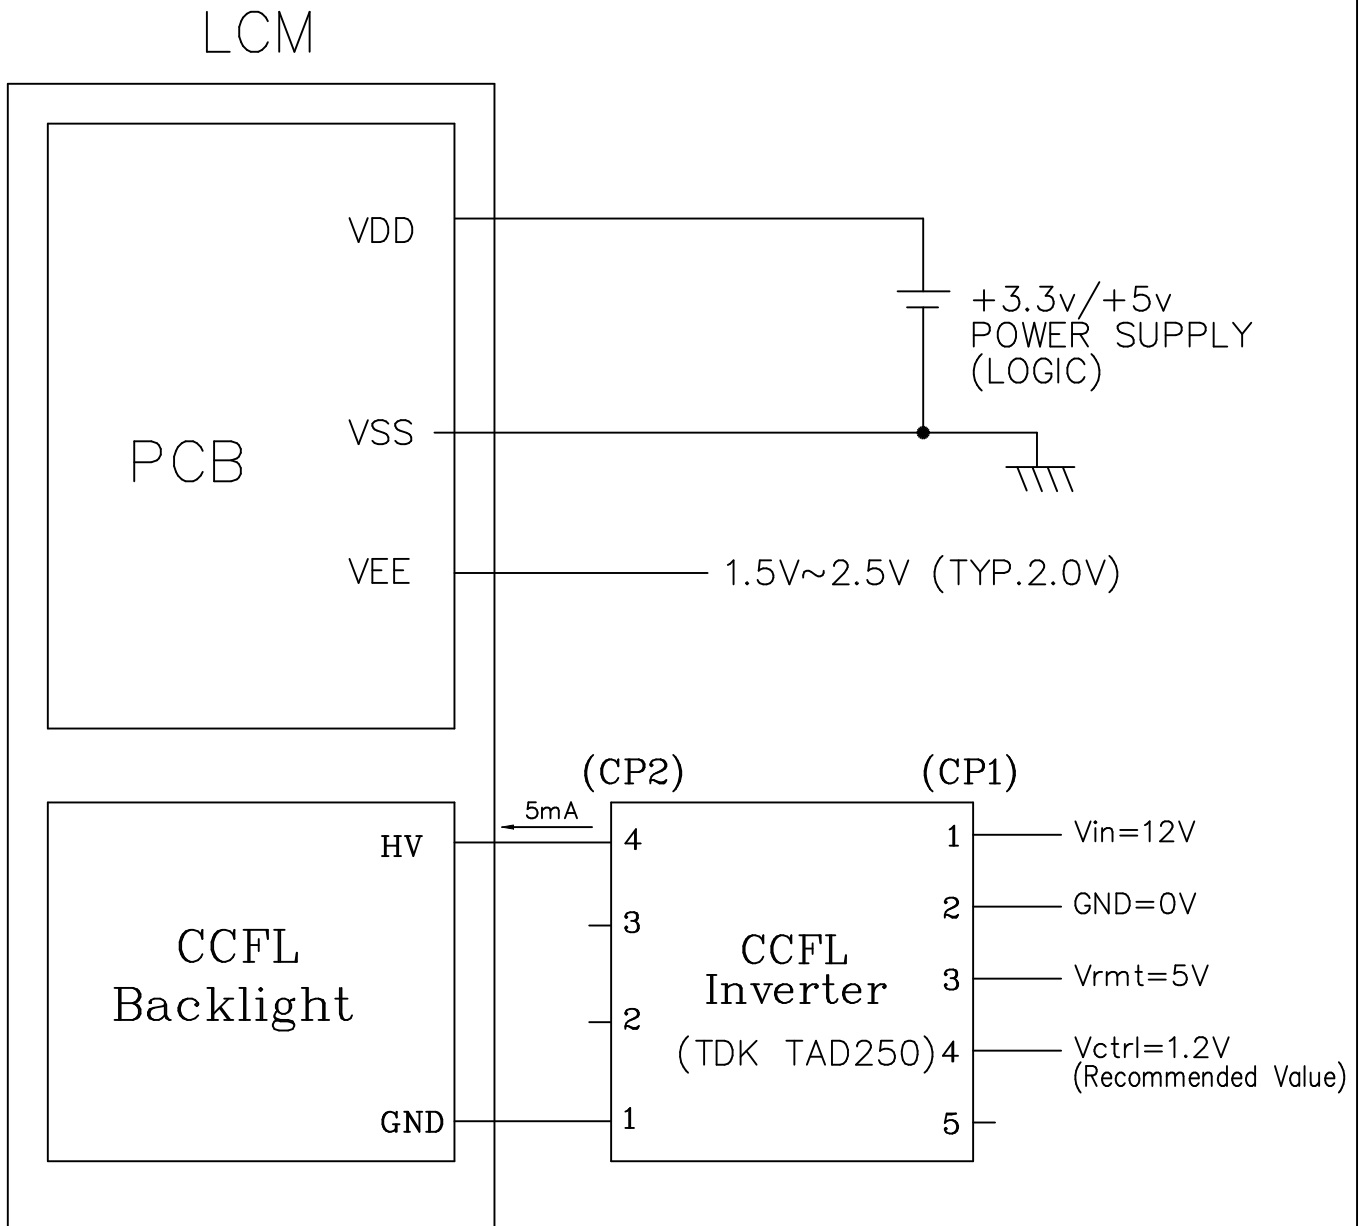 LCM
VDD
+3.3v/+5v
POWER SUPPLY
(LOGIC)
VSS
PCB
VEE
1.5V~2.5V (TYP.2.0V)
(CP2)
(CP1)
5mA
HV
4
1
Vin=12V
3
2
GND=0V
CCFL
Backlight
CCFL
Inverter
(TDK TAD250)
3
Vrmt=5V
2
4
Vctrl=1.2V
(Recommended Value)
GND
1
5